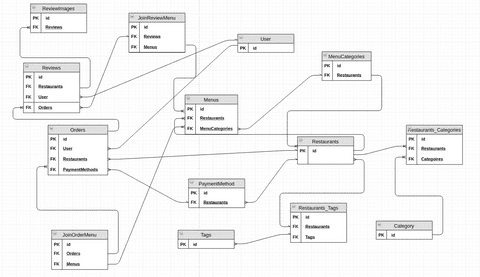 ReviewImages
PK id
FK Reviews
JoinReviewMenu
PK id
FK Reviews
FK Menus
User
PK id
MenuCategories
PK id
FK Restaurants
Reviews
PK id
FK Restaurants
FK User
FK Orders
Menus
PK id
FK Restaurants
FK MenuCategories
Orders
PK id
FK User
FK Restaurants
FK PaymentMethods
Restaurants
PK id
Restaurants_Categories
PK id
FK Restaurants
FK Categories
PaymentMethod
PK id
FK Restaurants
Restaurants_Tags
PK id
FK Restaurants
FK Tags
Tags
PK id
Category
PK id
JoinOrderMenu
PK id
FK Orders
FK Menus